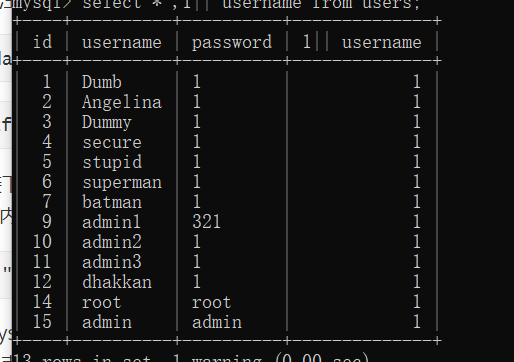 mysql> select *,1|| username from users;
+----+----------+----------+-------------+
| id | username | password | 1|| username |
+----+----------+----------+-------------+
| 1 | Dumb | 1 | 1 |
| 2 | Angelina | 1 | 1 |
| 3 | Dummy | 1 | 1 |
| 4 | secure | 1 | 1 |
| 5 | stupid | 1 | 1 |
| 6 | superman | 1 | 1 |
| 7 | batman | 1 | 1 |
| 9 | admin1 | 321 | 1 |
| 10 | admin2 | 1 | 1 |
| 11 | admin3 | 1 | 1 |
| 12 | dhakkan | 1 | 1 |
| 14 | root | root | 1 |
| 15 | admin | admin | 1 |
+----+----------+----------+-------------+
13 rows in set, 1 warning (0.00 sec)